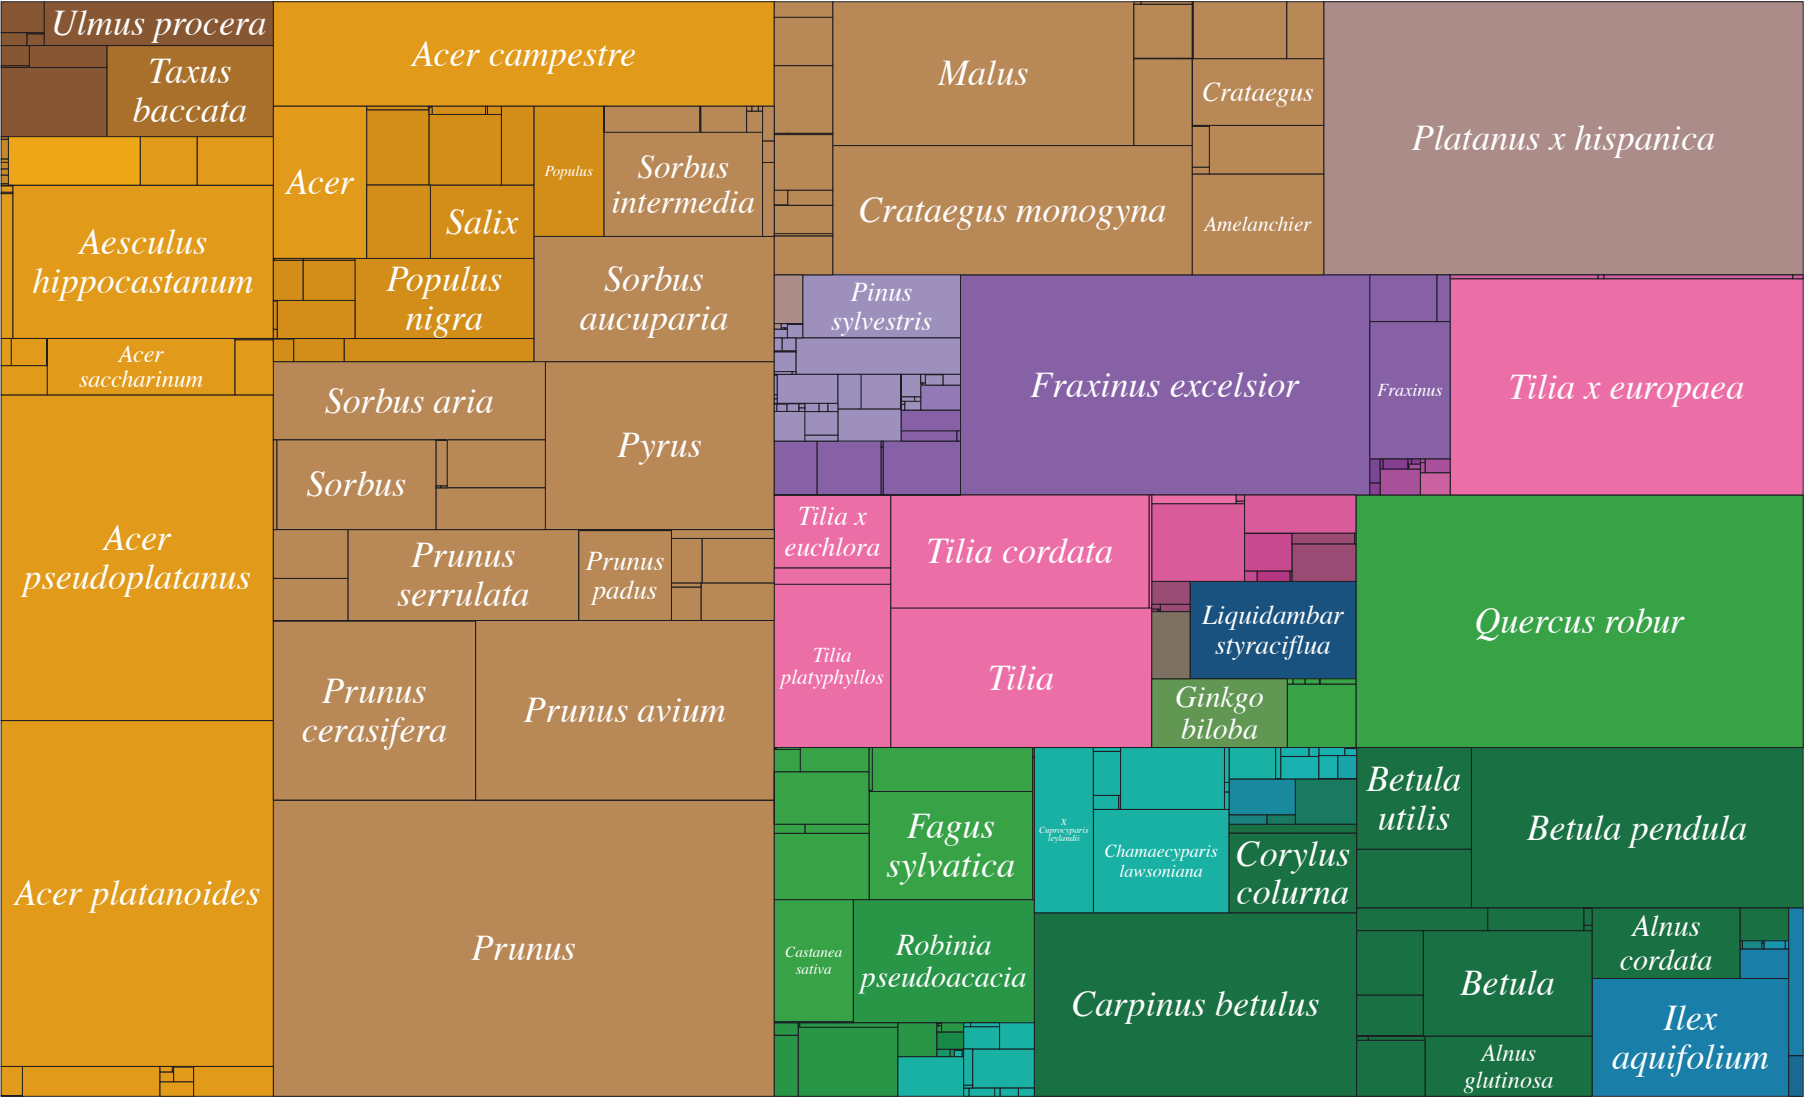 Ulmus procera
Taxus
baccata
Aesculus
hippocastanum
Acer
saccharinum
Acer
pseudoplatanus
Acer platanoides
Acer campestre
Acer
Populus
Salix
Populus
nigra
Sorbus
intermedia
Sorbus
aucuparia
Sorbus aria
Sorbus
Pyrus
Prunus
serrulata
Prunus
padus
Prunus
cerasifera
Prunus avium
Prunus
Malus
Crataegus
Crataegus monogyna
Amelanchier
Platanus x hispanica
Pinus
sylvestris
Fraxinus excelsior
Fraxinus
Tilia x europaea
Tilia x
euchlora
Tilia cordata
Tilia
platyphyllos
Tilia
Liquidambar
styraciflua
Ginkgo
biloba
Quercus robur
Fagus
sylvatica
Castanea
sativa
Robinia
pseudoacacia
x
Cuprocyparis
leylandii
Chamaecyparis
lawsoniana
Corylus
colurna
Carpinus betulus
Betula
utilis
Betula pendula
Betula
Alnus
cordata
Alnus
glutinosa
Ilex
aquifolium